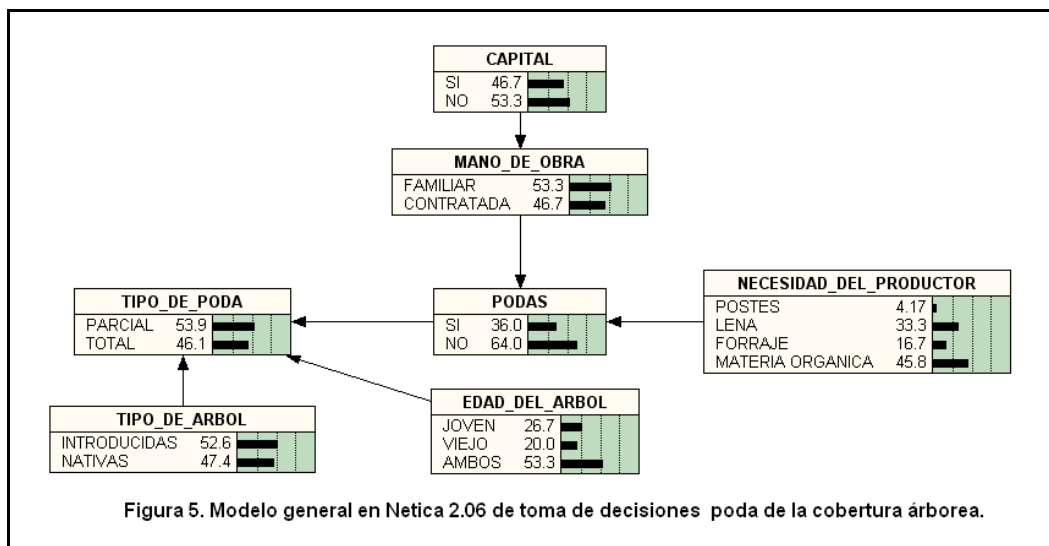 CAPITAL
SI 46.7
NO 53.3
MANO_DE_OBRA
FAMILIAR 53.3
CONTRATADA 46.7
TIPO_DE_PODA
PARCIAL 53.9
TOTAL 46.1
PODAS
SI 36.0
NO 64.0
NECESIDAD_DEL_PRODUCTOR
POSTES 4.17
LENA 33.3
FORRAJE 16.7
MATERIA ORGANICA 45.8
TIPO_DE_ARBOL
INTRODUCIDAS 52.6
NATIVAS 47.4
EDAD_DEL_ARBOL
JOVEN 26.7
VIEJO 20.0
AMBOS 53.3
Figura 5. Modelo general en Netica 2.06 de toma de decisiones poda de la cobertura árborea.